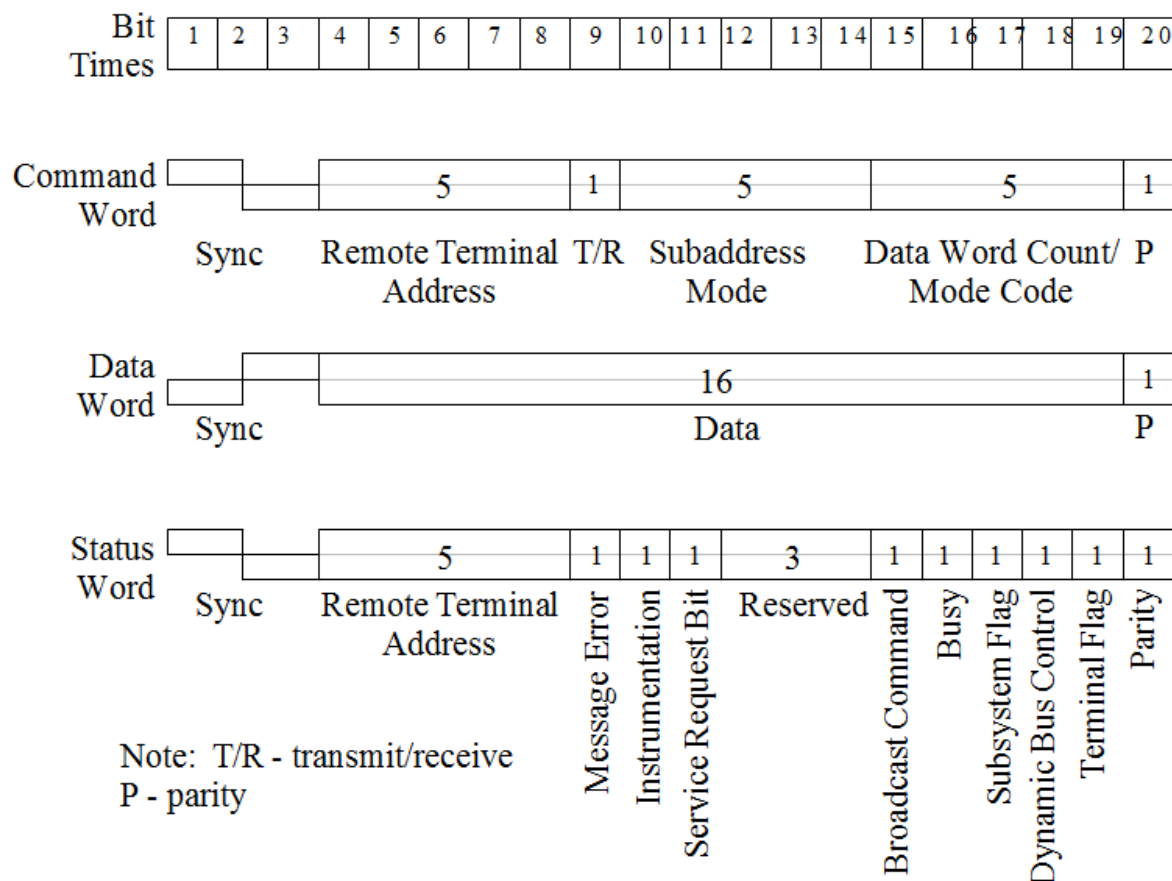 Bit
Times
1 2 3 4 5 6 7 8 9 10 11 12 13 14 15 16 17 18 19 20
Command
Word
5 1 5 5 1
Sync
Remote Terminal
Address
T/R
Subaddress
Mode
Data Word Count/
Mode Code
P
Data
Word
16 1
Sync
Data
P
Status
Word
5 1 1 1 3 1 1 1 1 1 1
Sync
Remote Terminal
Address
Message Error
Instrumentation
Service Request Bit
Reserved
Broadcast Command
Busy
Subsystem Flag
Dynamic Bus Control
Terminal Flag
Parity
Note: T/R - transmit/receive
P - parity